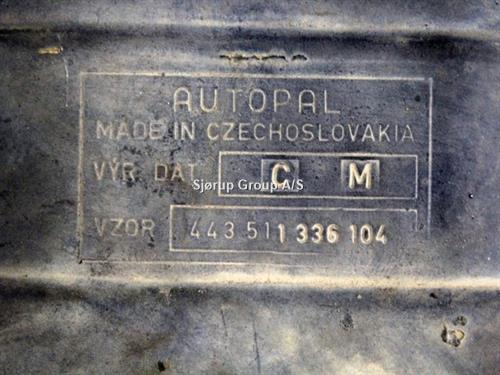 AUTOPAL
MADE IN CZECHOSLOVAKIA
VÝR. DAT. C M
Sjørup Group A/S
VZOR 443 511 336 104